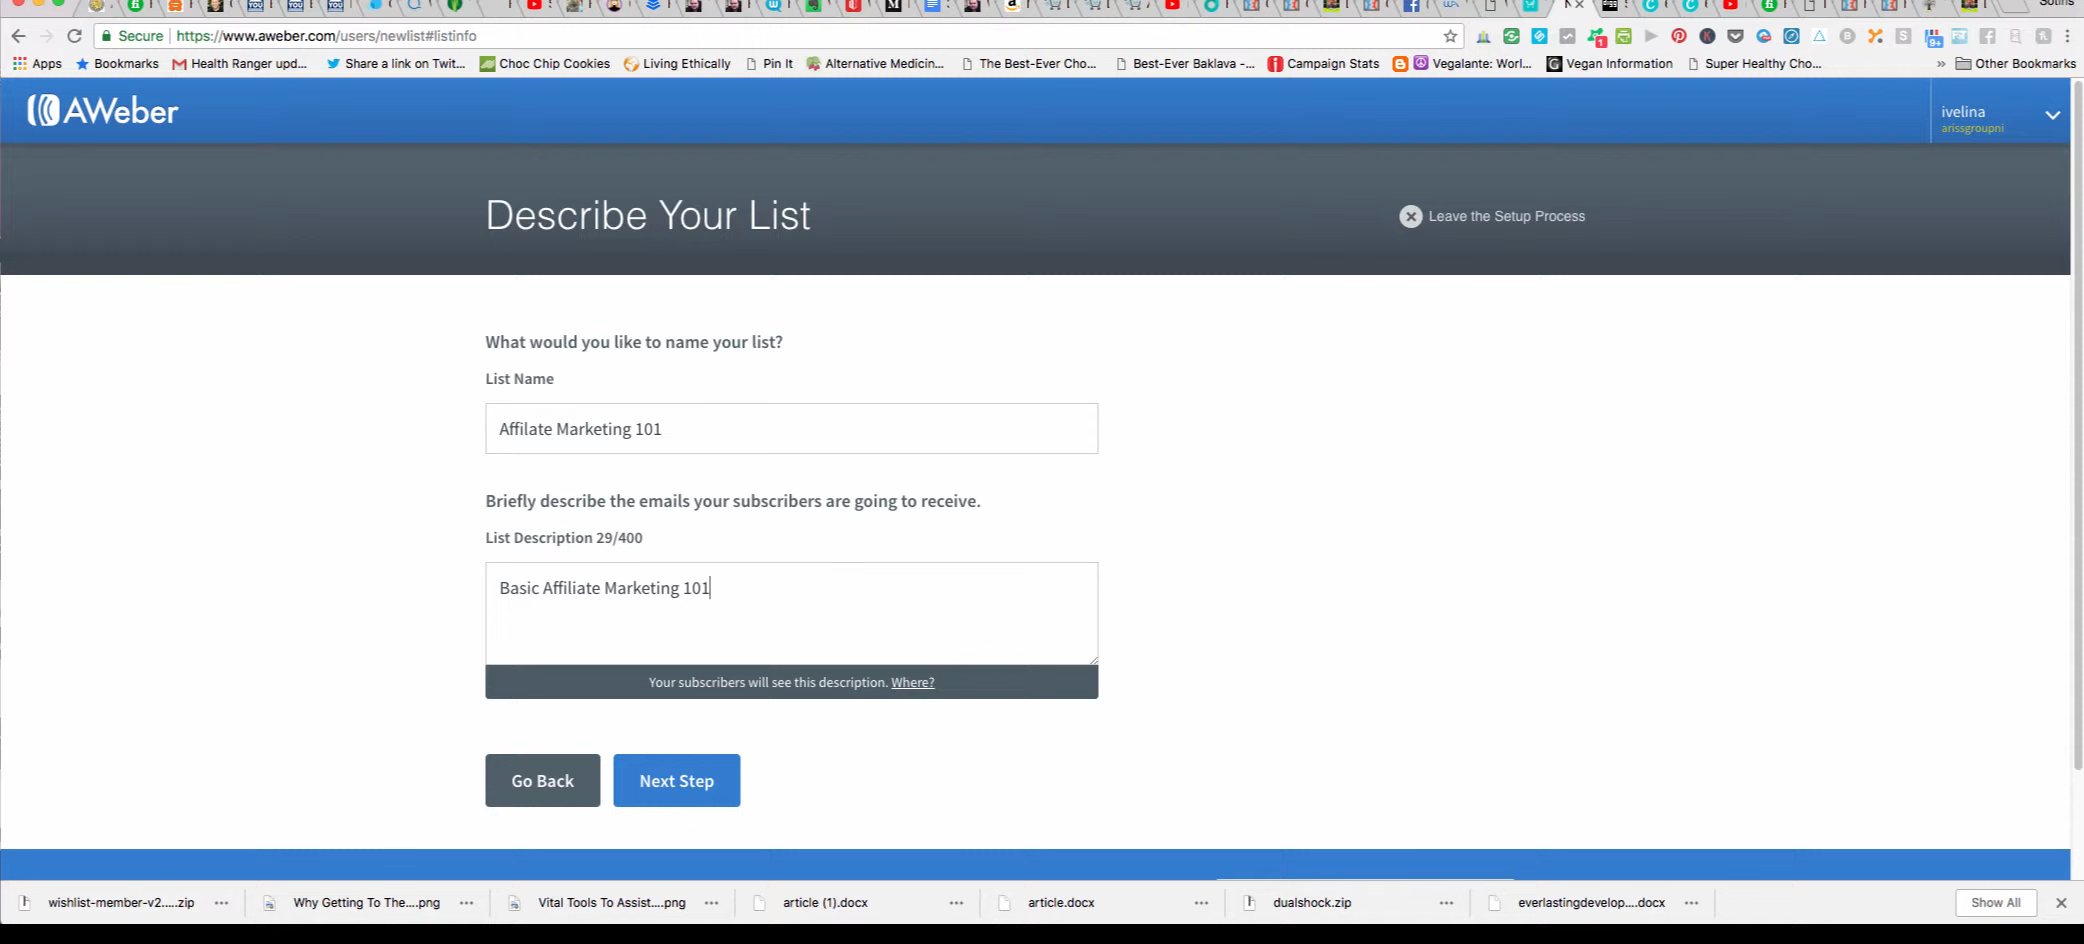 Sotiris
Secure https://www.aweber.com/users/newlist#listinfo
Apps Bookmarks Health Ranger upd... Share a link on Twit... Choc Chip Cookies Living Ethically Pin It Alternative Medicin... The Best-Ever Cho... Best-Ever Baklava -... Campaign Stats Vegalante: Worl... Vegan Information Super Healthy Cho... » Other Bookmarks
AWeber
ivelina
arissgroupni
Describe Your List
Leave the Setup Process
What would you like to name your list?
List Name
Affilate Marketing 101
Briefly describe the emails your subscribers are going to receive.
List Description 29/400
Basic Affiliate Marketing 101
Your subscribers will see this description. Where?
Go Back Next Step
wishlist-member-v2.....zip Why Getting To The....png Vital Tools To Assist....png article (1).docx article.docx dualshock.zip everlastingdevelop....docx Show All